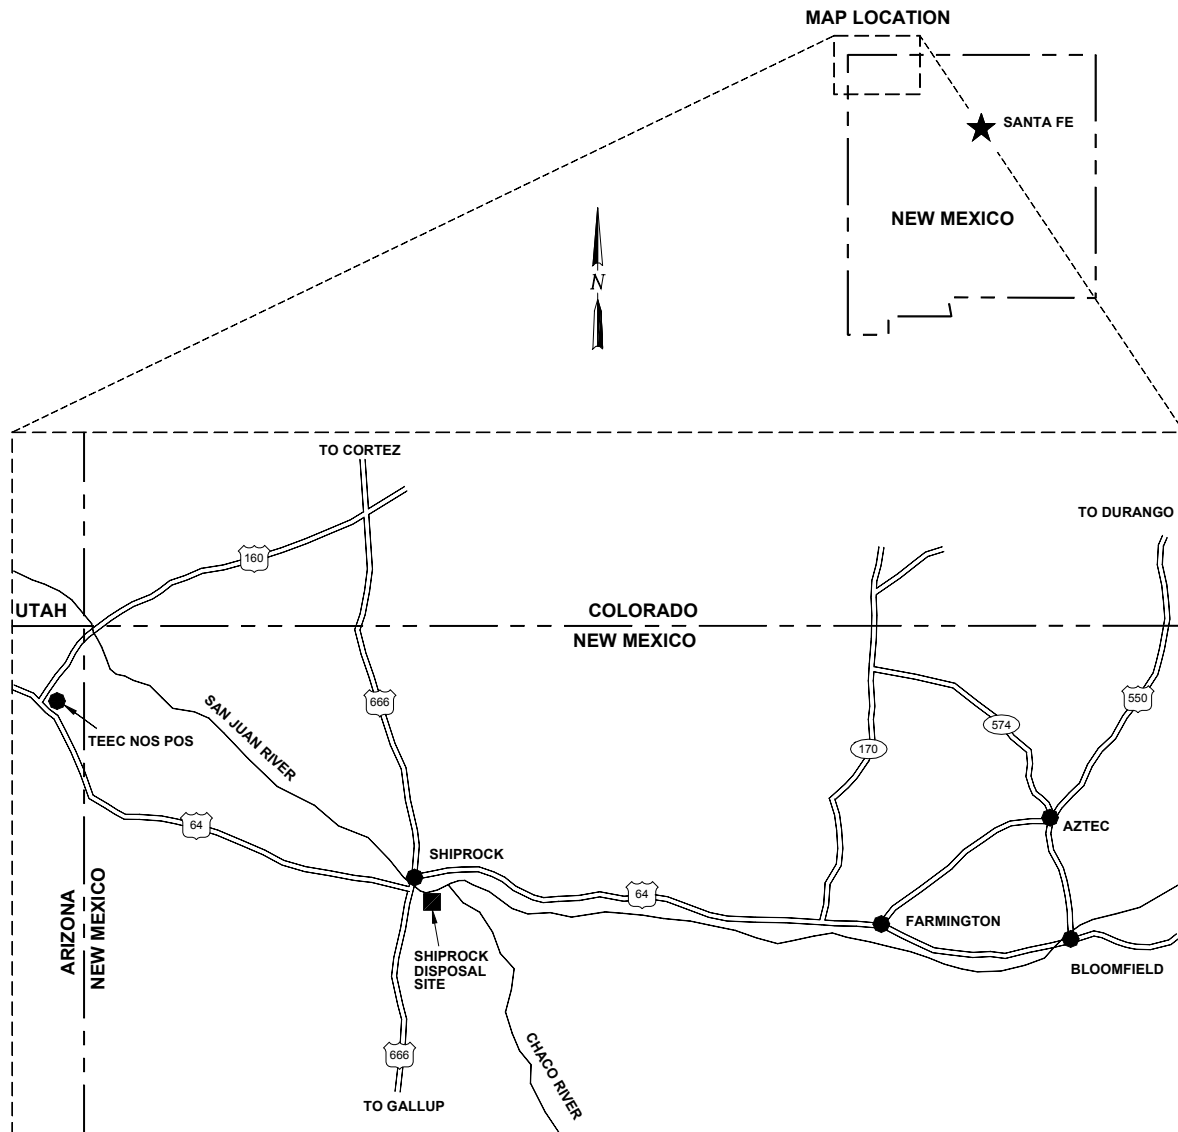 MAP LOCATION
SANTA FE
NEW MEXICO
N
TO CORTEZ
TO DURANGO
160
UTAH
COLORADO
NEW MEXICO
SAN JUAN RIVER
666
550
574
TEEC NOS POS
170
64
AZTEC
SHIPROCK
64
FARMINGTON
ARIZONA
NEW MEXICO
SHIPROCK
DISPOSAL
SITE
BLOOMFIELD
666
CHACO RIVER
TO GALLUP